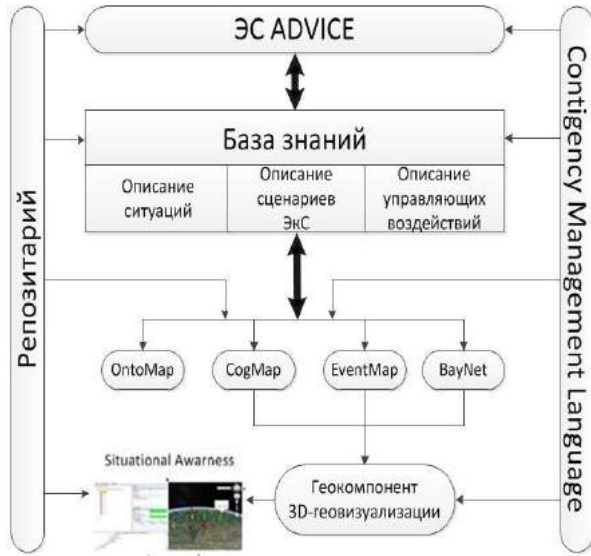 ЭС ADVICE
База знаний
Описание
ситуаций
Описание
сценариев
ЭкС
Описание
управляющих
воздействий
Репозитарий
Contigency Management Language
OntoMap
CogMap
EventMap
BayNet
Situational Awarness
Геокомпонент
3D-геовизуализации